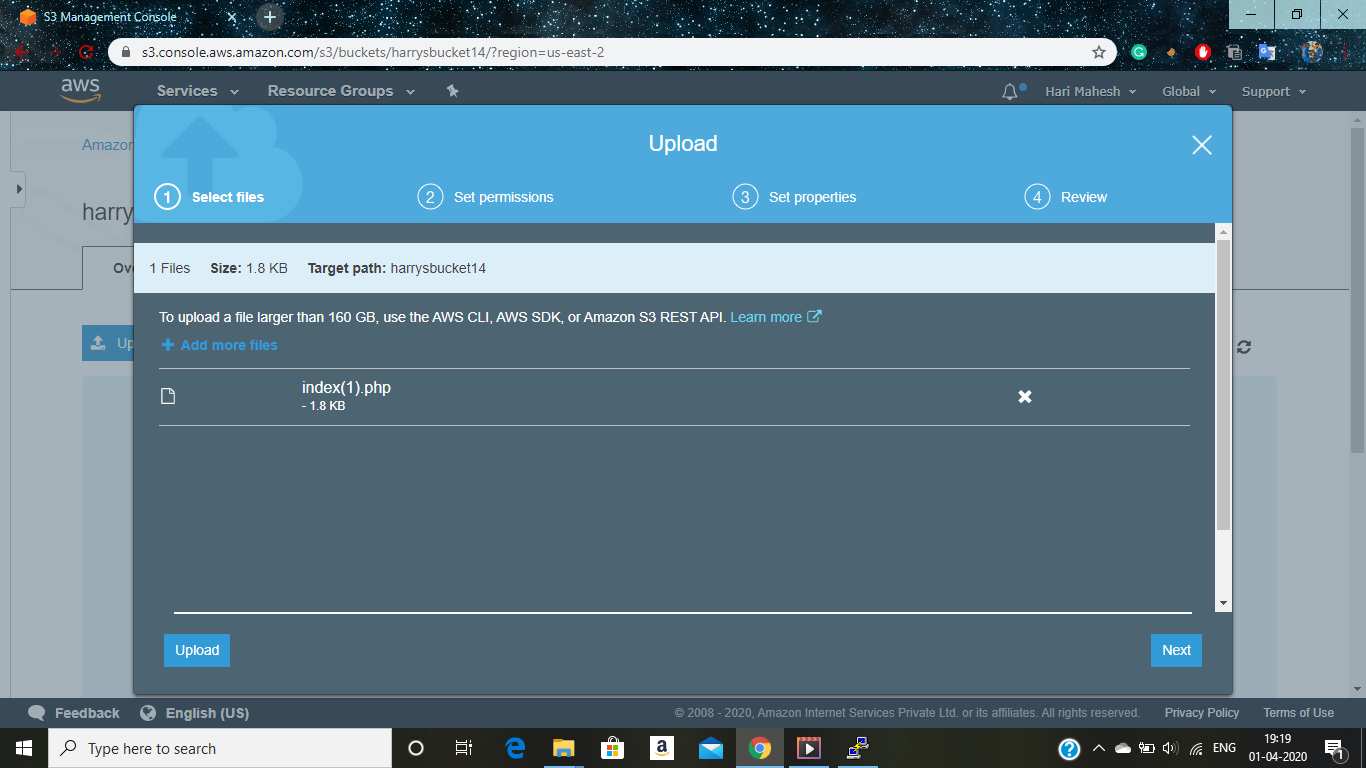 S3 Management Console
s3.console.aws.amazon.com/s3/buckets/harrysbucket14/?region=us-east-2
aws
Services
Resource Groups
Hari Mahesh
Global
Support
Amazon
Upload
1 Select files
2 Set permissions
3 Set properties
4 Review
harry
Ov
1 Files Size: 1.8 KB Target path: harrysbucket14
To upload a file larger than 160 GB, use the AWS CLI, AWS SDK, or Amazon S3 REST API. Learn more
Up
Add more files
index(1).php
- 1.8 KB
Upload
Next
Feedback
English (US)
© 2008 - 2020, Amazon Internet Services Private Ltd. or its affiliates. All rights reserved.
Privacy Policy
Terms of Use
Type here to search
a
ENG
19:19
01-04-2020
1